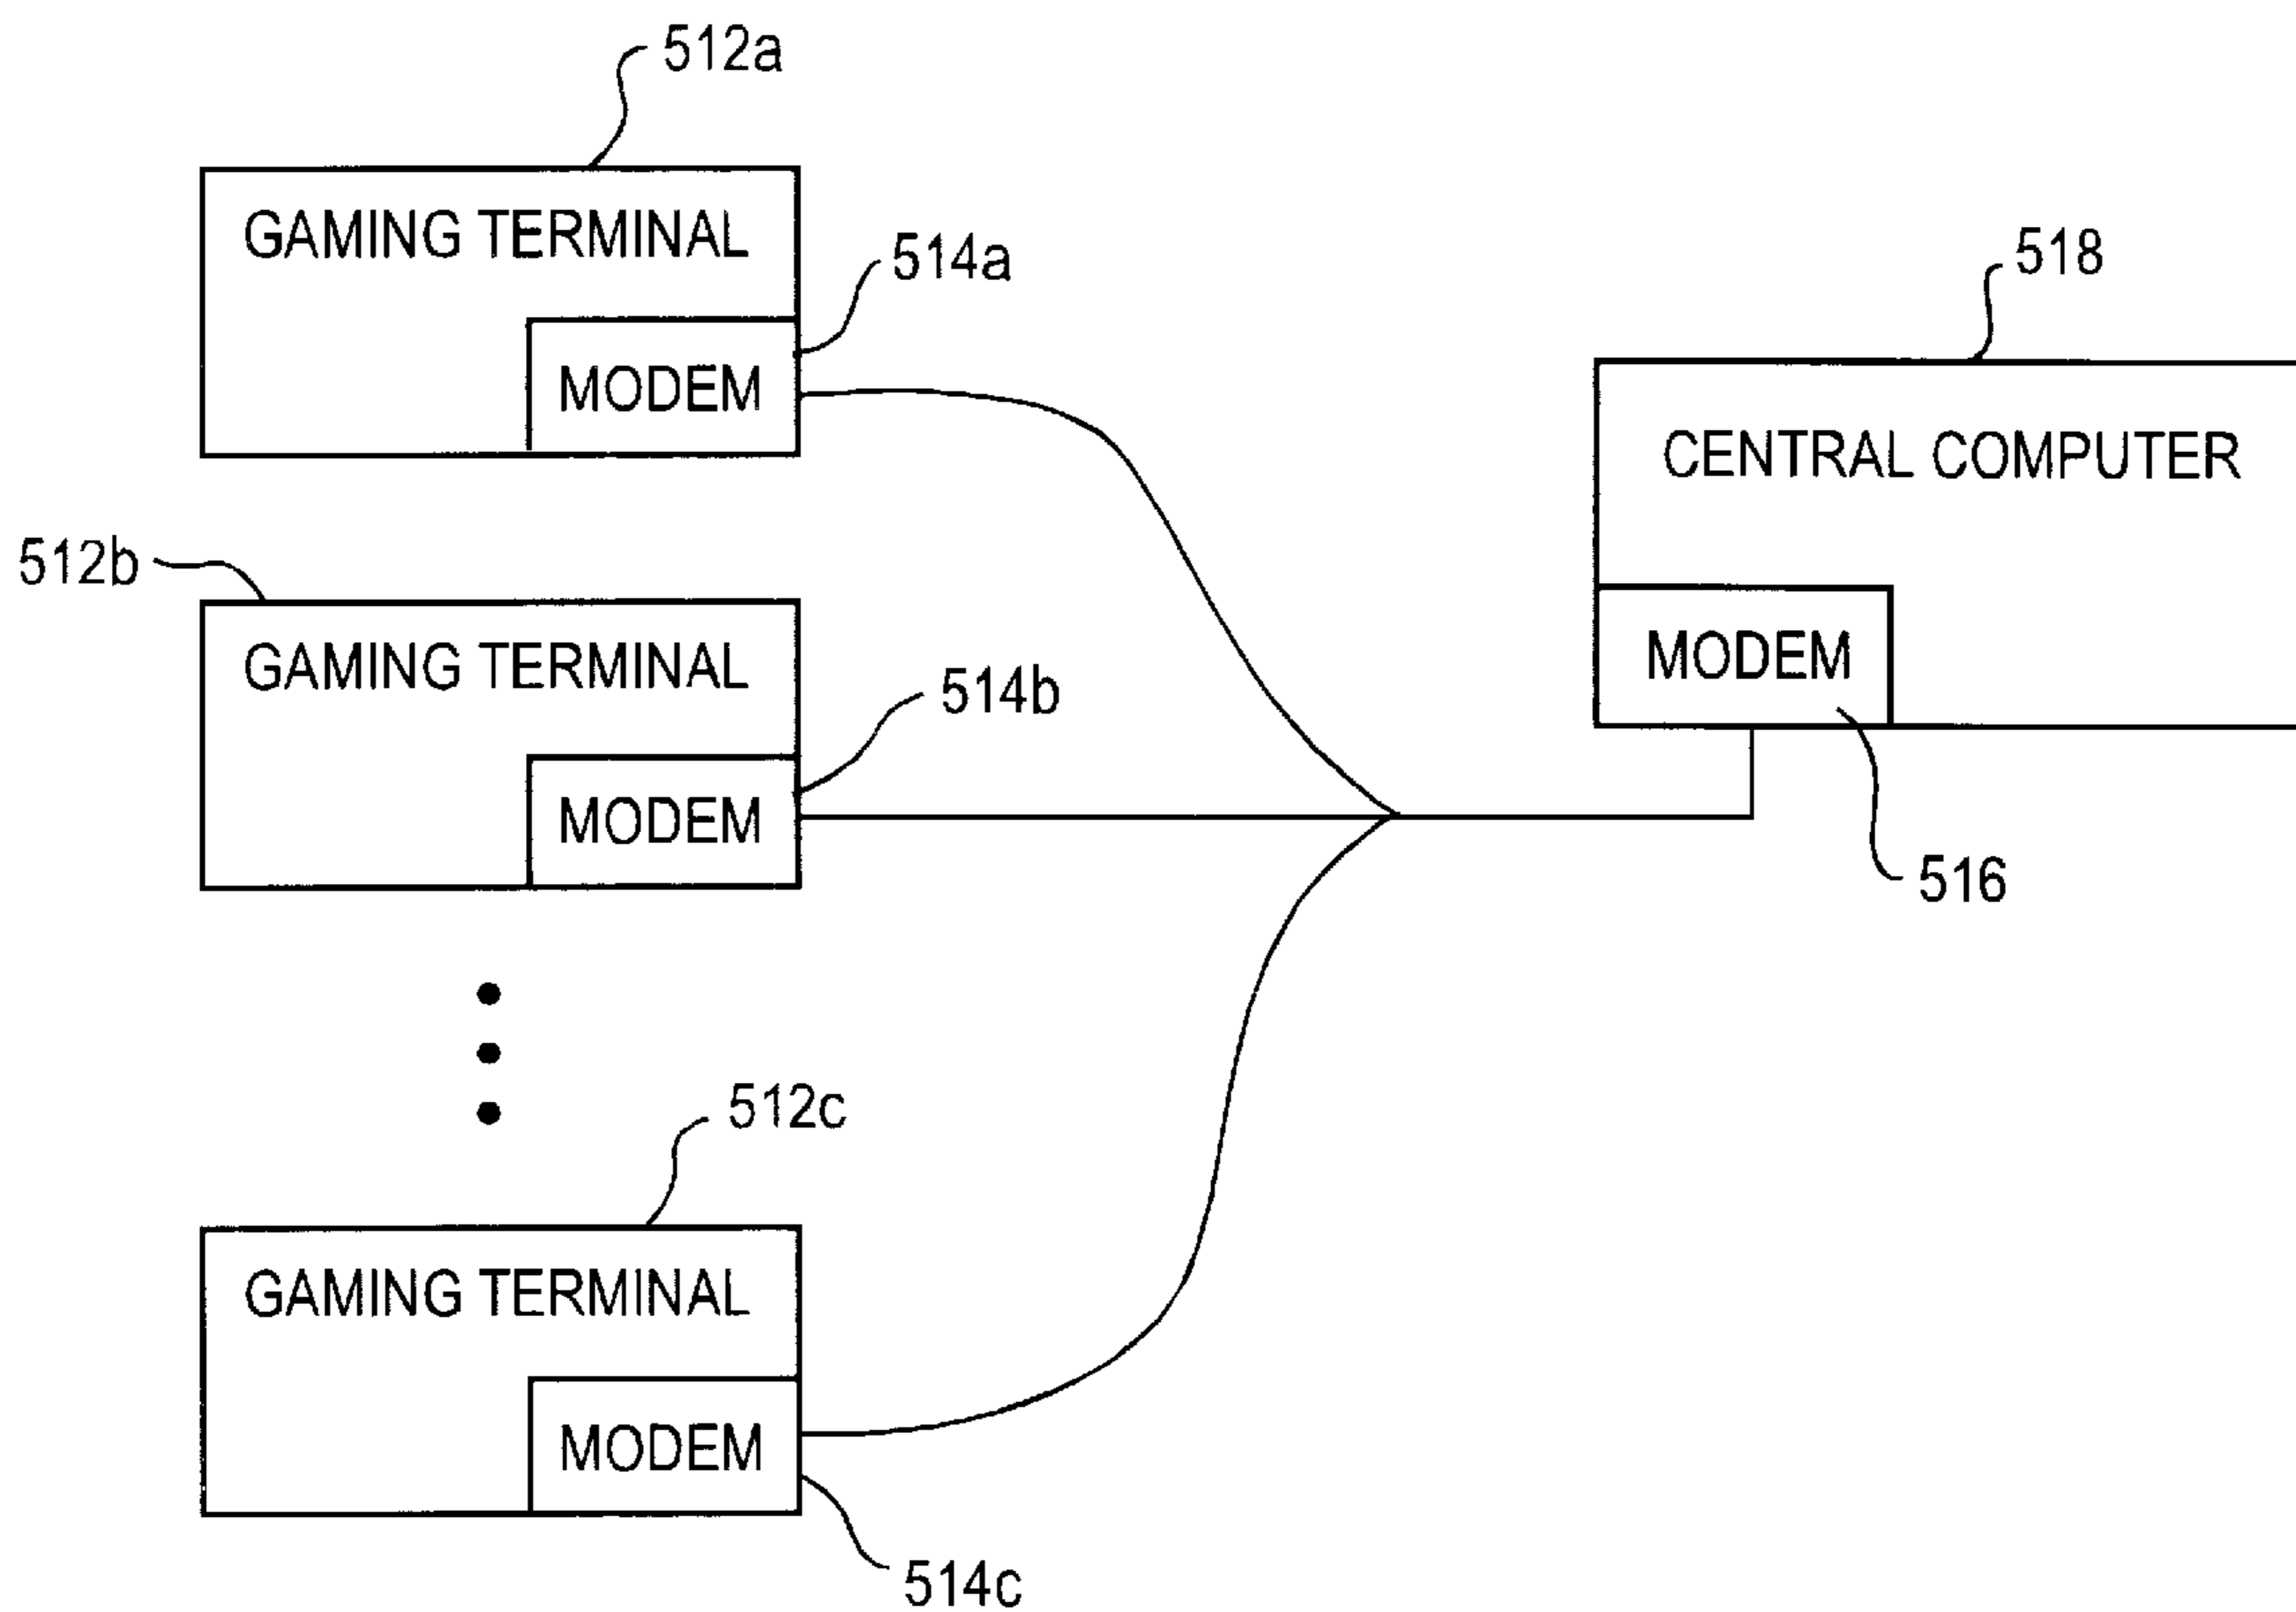 512a
GAMING TERMINAL
514a
MODEM
518
CENTRAL COMPUTER
MODEM
516
512b
GAMING TERMINAL
514b
MODEM
512c
GAMING TERMINAL
MODEM
514c